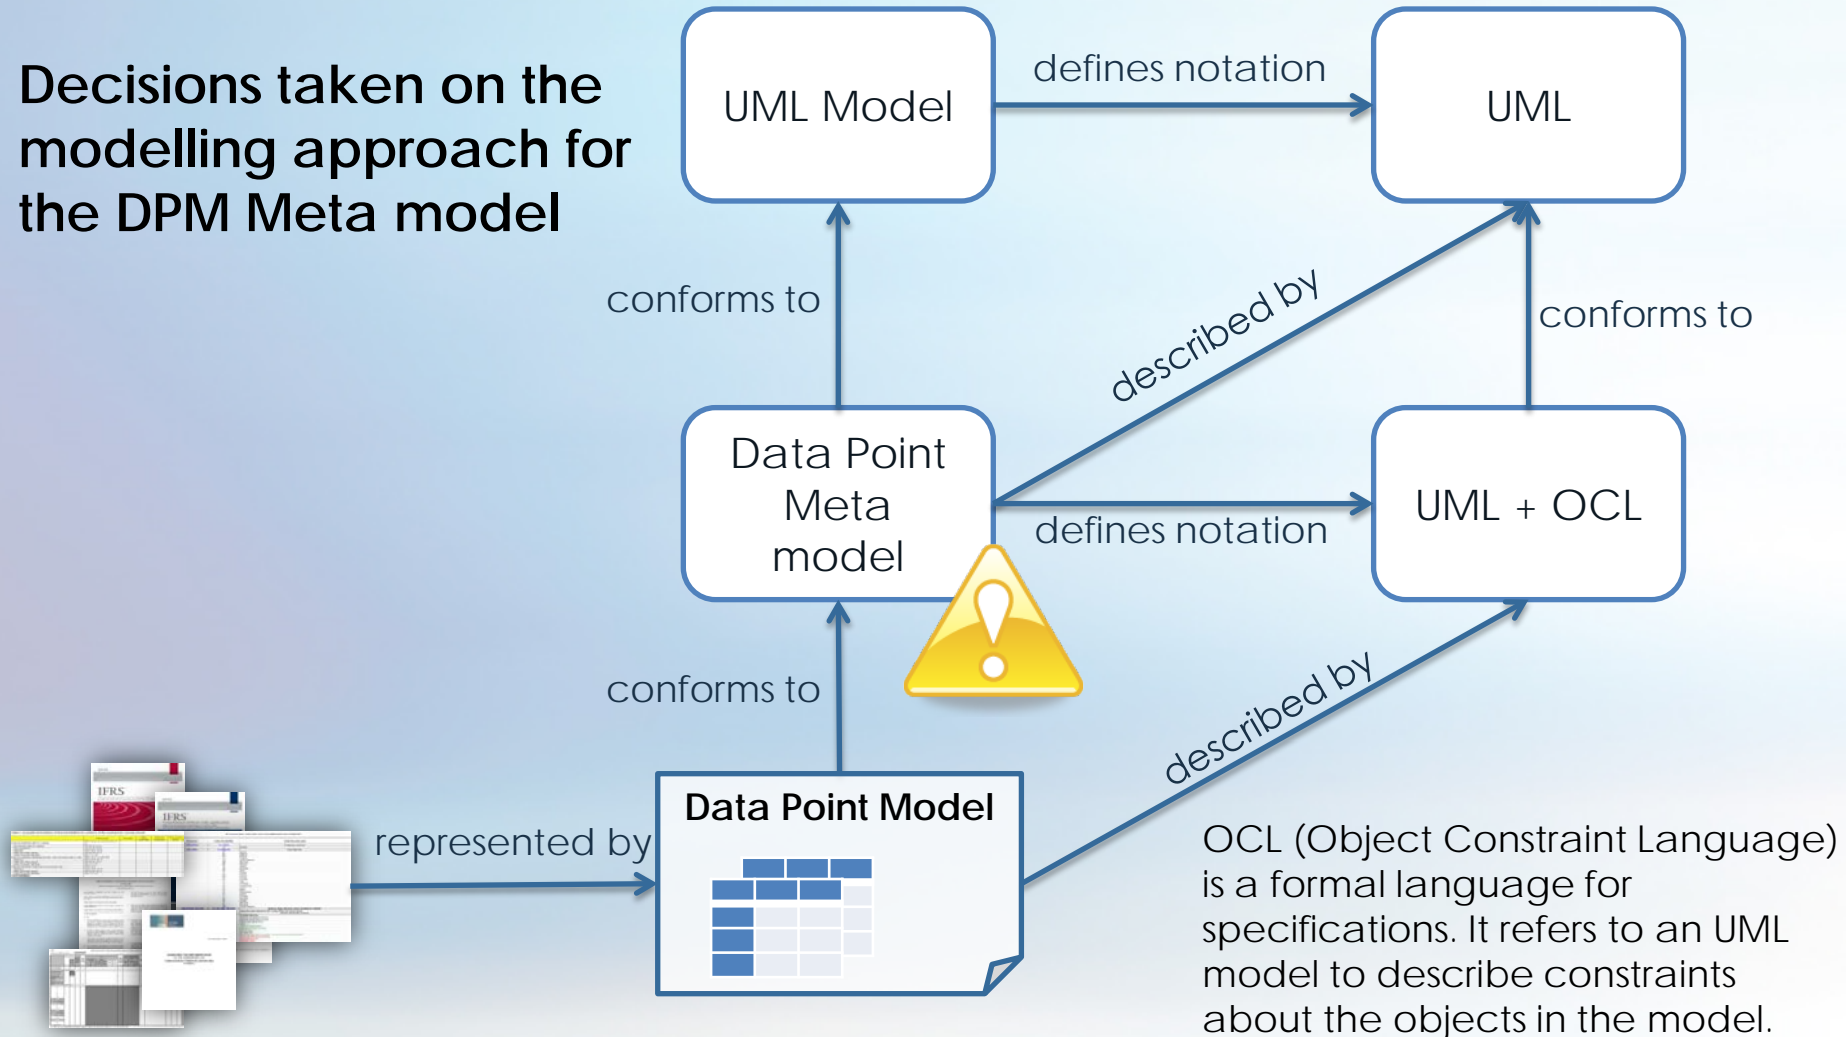 Decisions taken on the
modelling approach for
the DPM Meta model
UML Model
defines notation
UML
conforms to
described by
conforms to
Data Point
Meta
model
defines notation
UML + OCL
conforms to
described by
IFRS
IFRS
represented by
Data Point Model
OCL (Object Constraint Language)
is a formal language for
specifications. It refers to an UML
model to describe constraints
about the objects in the model.